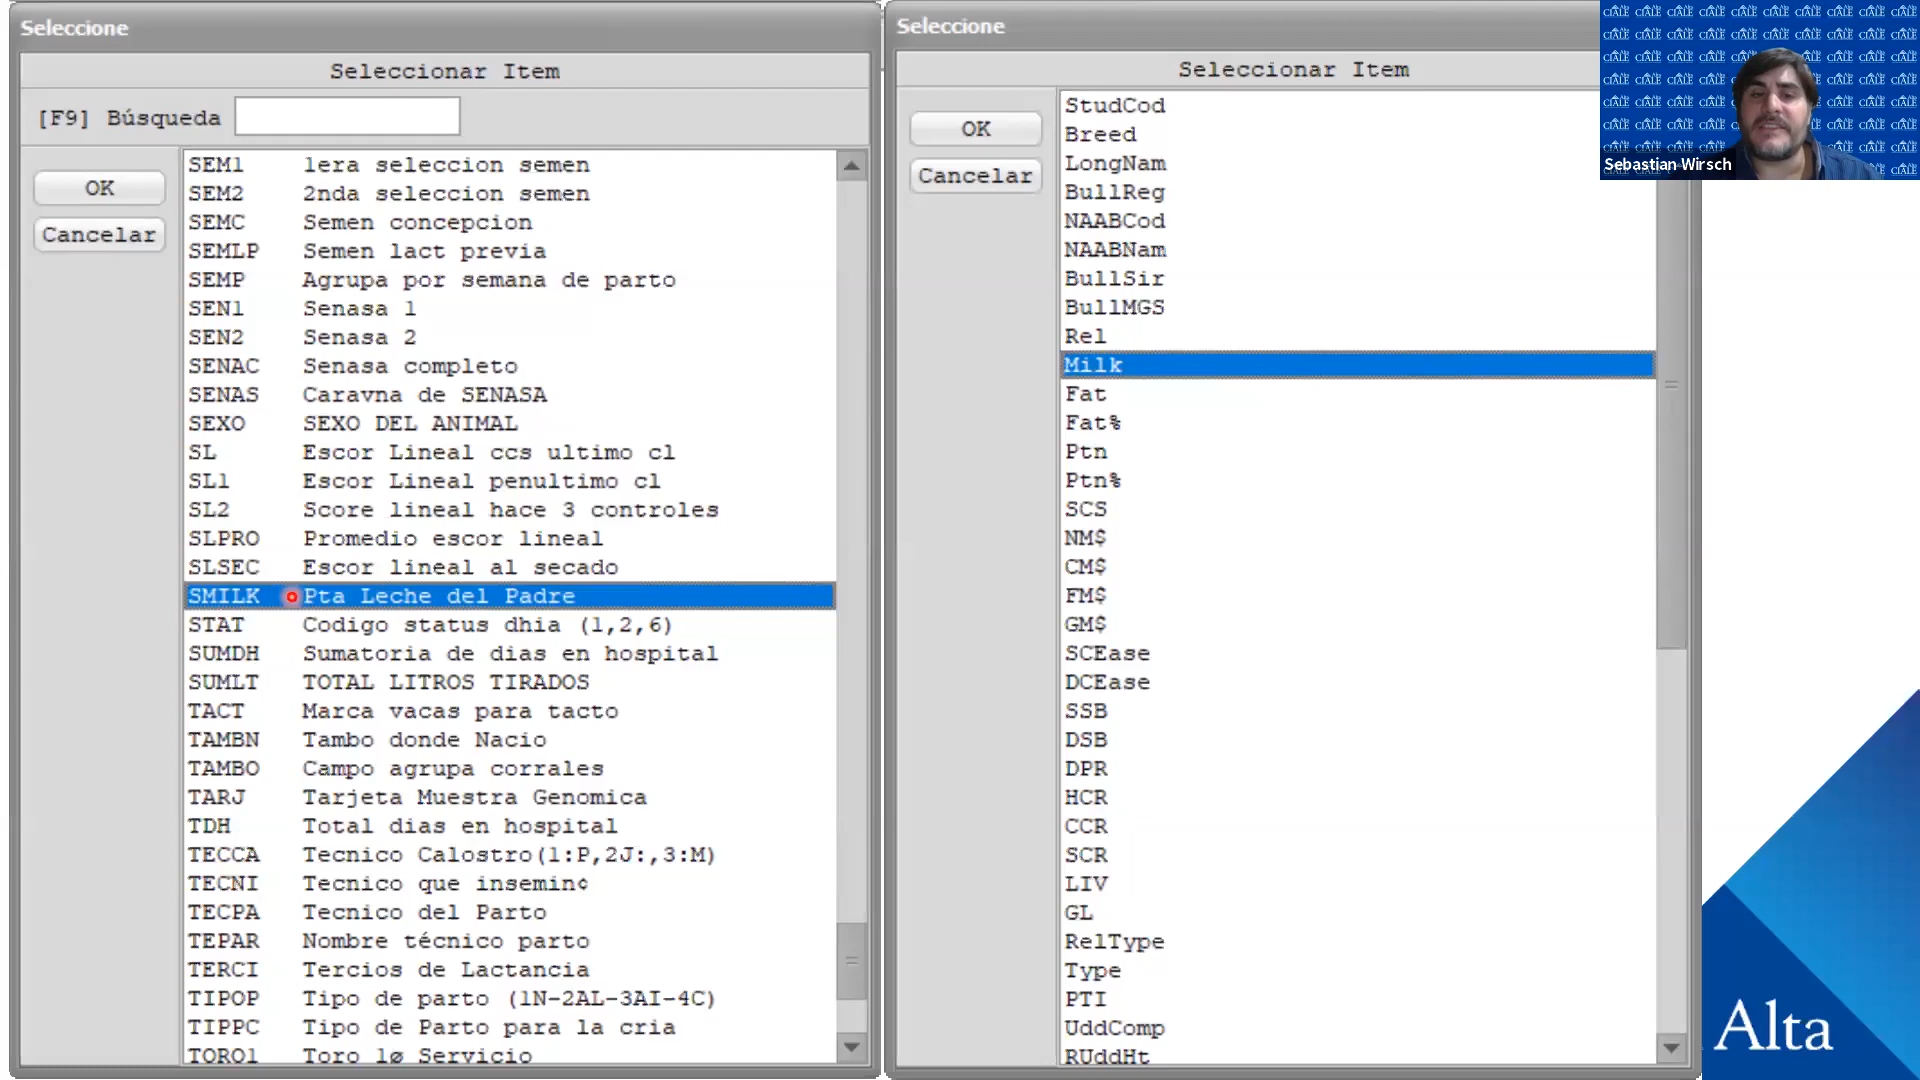 Seleccione
Seleccionar Item
[F9] Búsqueda
OK
Cancelar
SEM1 1era seleccion semen
SEM2 2nda seleccion semen
SEMC Semen concepcion
SEMLP Semen lact previa
SEMP Agrupa por semana de parto
SEN1 Senasa 1
SEN2 Senasa 2
SENAC Senasa completo
SENAS Caravna de SENASA
SEXO SEXO DEL ANIMAL
SL Escor Lineal ccs ultimo cl
SL1 Escor Lineal penultimo cl
SL2 Score lineal hace 3 controles
SLPRO Promedio escor lineal
SLSEC Escor lineal al secado
SMILK Pta Leche del Padre
STAT Codigo status dhia (1,2,6)
SUMDH Sumatoria de dias en hospital
SUMLT TOTAL LITROS TIRADOS
TACT Marca vacas para tacto
TAMBN Tambo donde Nacio
TAMBO Campo agrupa corrales
TARJ Tarjeta Muestra Genomica
TDH Total dias en hospital
TECCA Tecnico Calostro(1:P,2J:,3:M)
TECNI Tecnico que insemin¢
TECPA Tecnico del Parto
TEPAR Nombre técnico parto
TERCI Tercios de Lactancia
TIPOP Tipo de parto (1N-2AL-3AI-4C)
TIPPC Tipo de Parto para la cria
TORO1 Toro 1ø Servicio
Seleccione
Seleccionar Item
OK
Cancelar
StudCod
Breed
LongNam
BullReg
NAABCod
NAABNam
BullSir
BullMGS
Rel
Milk
Fat
Fat%
Ptn
Ptn%
SCS
NM$
CM$
FM$
GM$
SCEase
DCEase
SSB
DSB
DPR
HCR
CCR
SCR
LIV
GL
RelType
Type
PTI
UddComp
RUddHt
Sebastian Wirsch
Alta